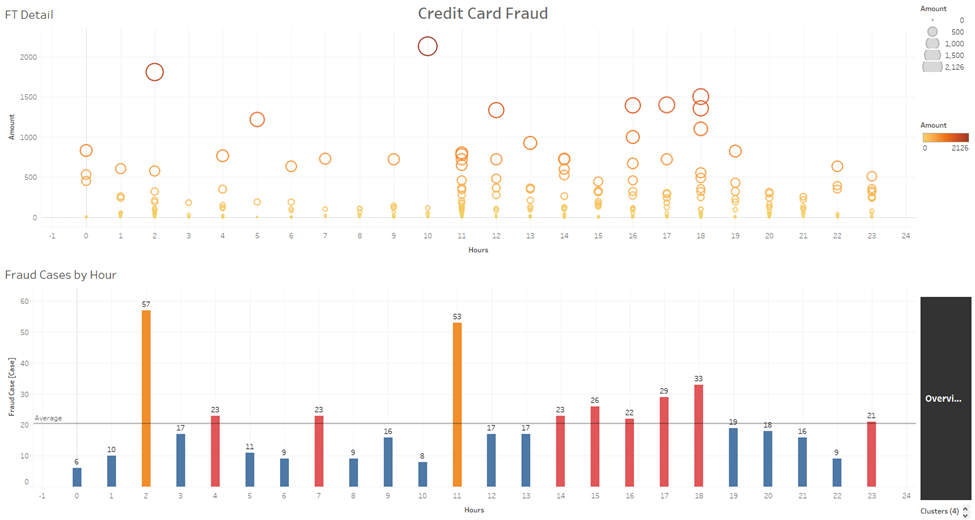 FT Detail
Credit Card Fraud
Amount
0
500
1,000
1,500
2,126
Amount
0 2126
Amount
2000
1500
1000
500
0
-1 0 1 2 3 4 5 6 7 8 9 10 11 12 13 14 15 16 17 18 19 20 21 22 23 24
Hours
Fraud Cases by Hour
Fraud Case [Case]
60
50
40
30
20
10
0
Average
6 10 57 17 23 11 9 23 9 16 8 53 17 17 23 26 22 29 33 19 18 16 9 21
-1 0 1 2 3 4 5 6 7 8 9 10 11 12 13 14 15 16 17 18 19 20 21 22 23 24
Hours
Overvi...
Clusters (4)